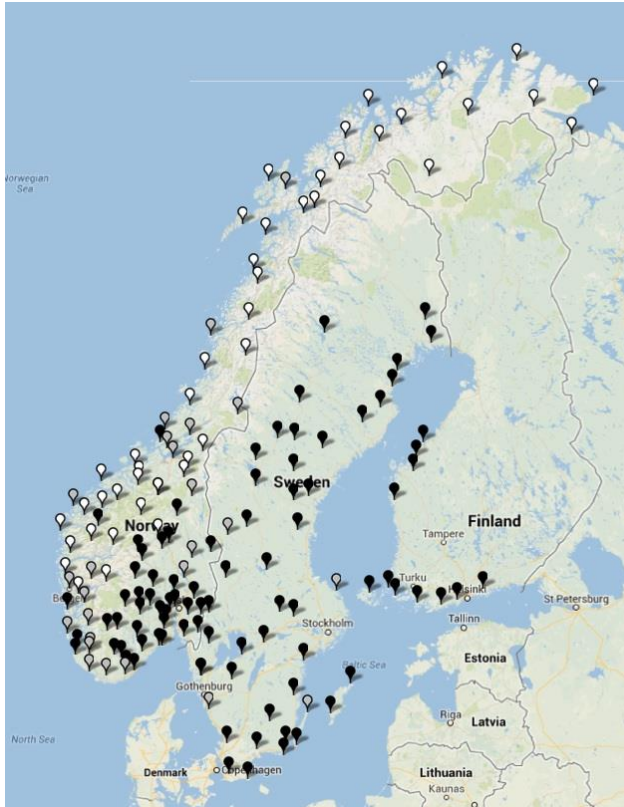 Norwegian
Sea
Sweden
Norway
Finland
Tampere
Turku
Helsinki
St Petersburg
Tallinn
Stockholm
Estonia
Baltic Sea
Gothenburg
Riga
Latvia
North Sea
Denmark
Copenhagen
Lithuania
Kaunas